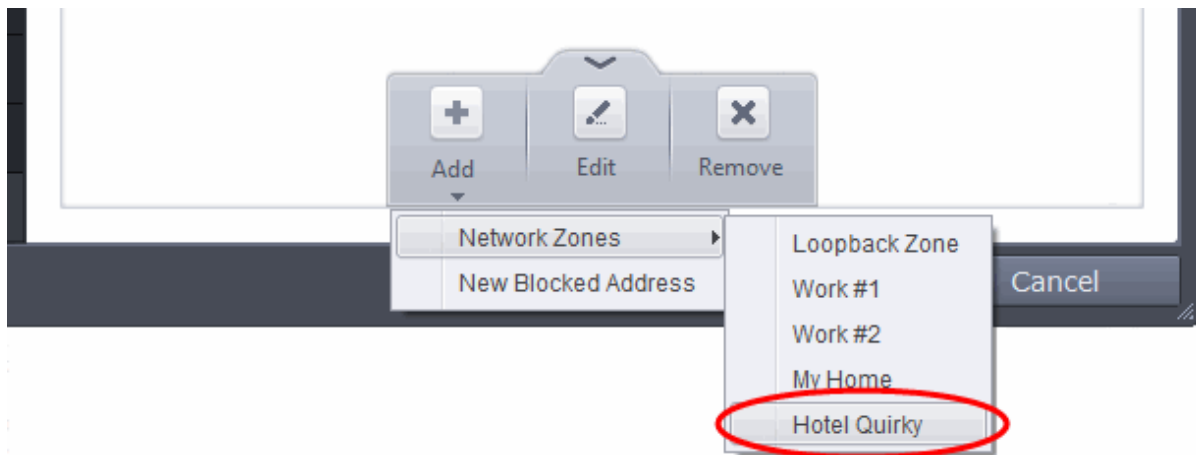 Add Edit Remove
Network Zones
New Blocked Address
Loopback Zone
Work #1
Work #2
My Home
Hotel Quirky
Cancel